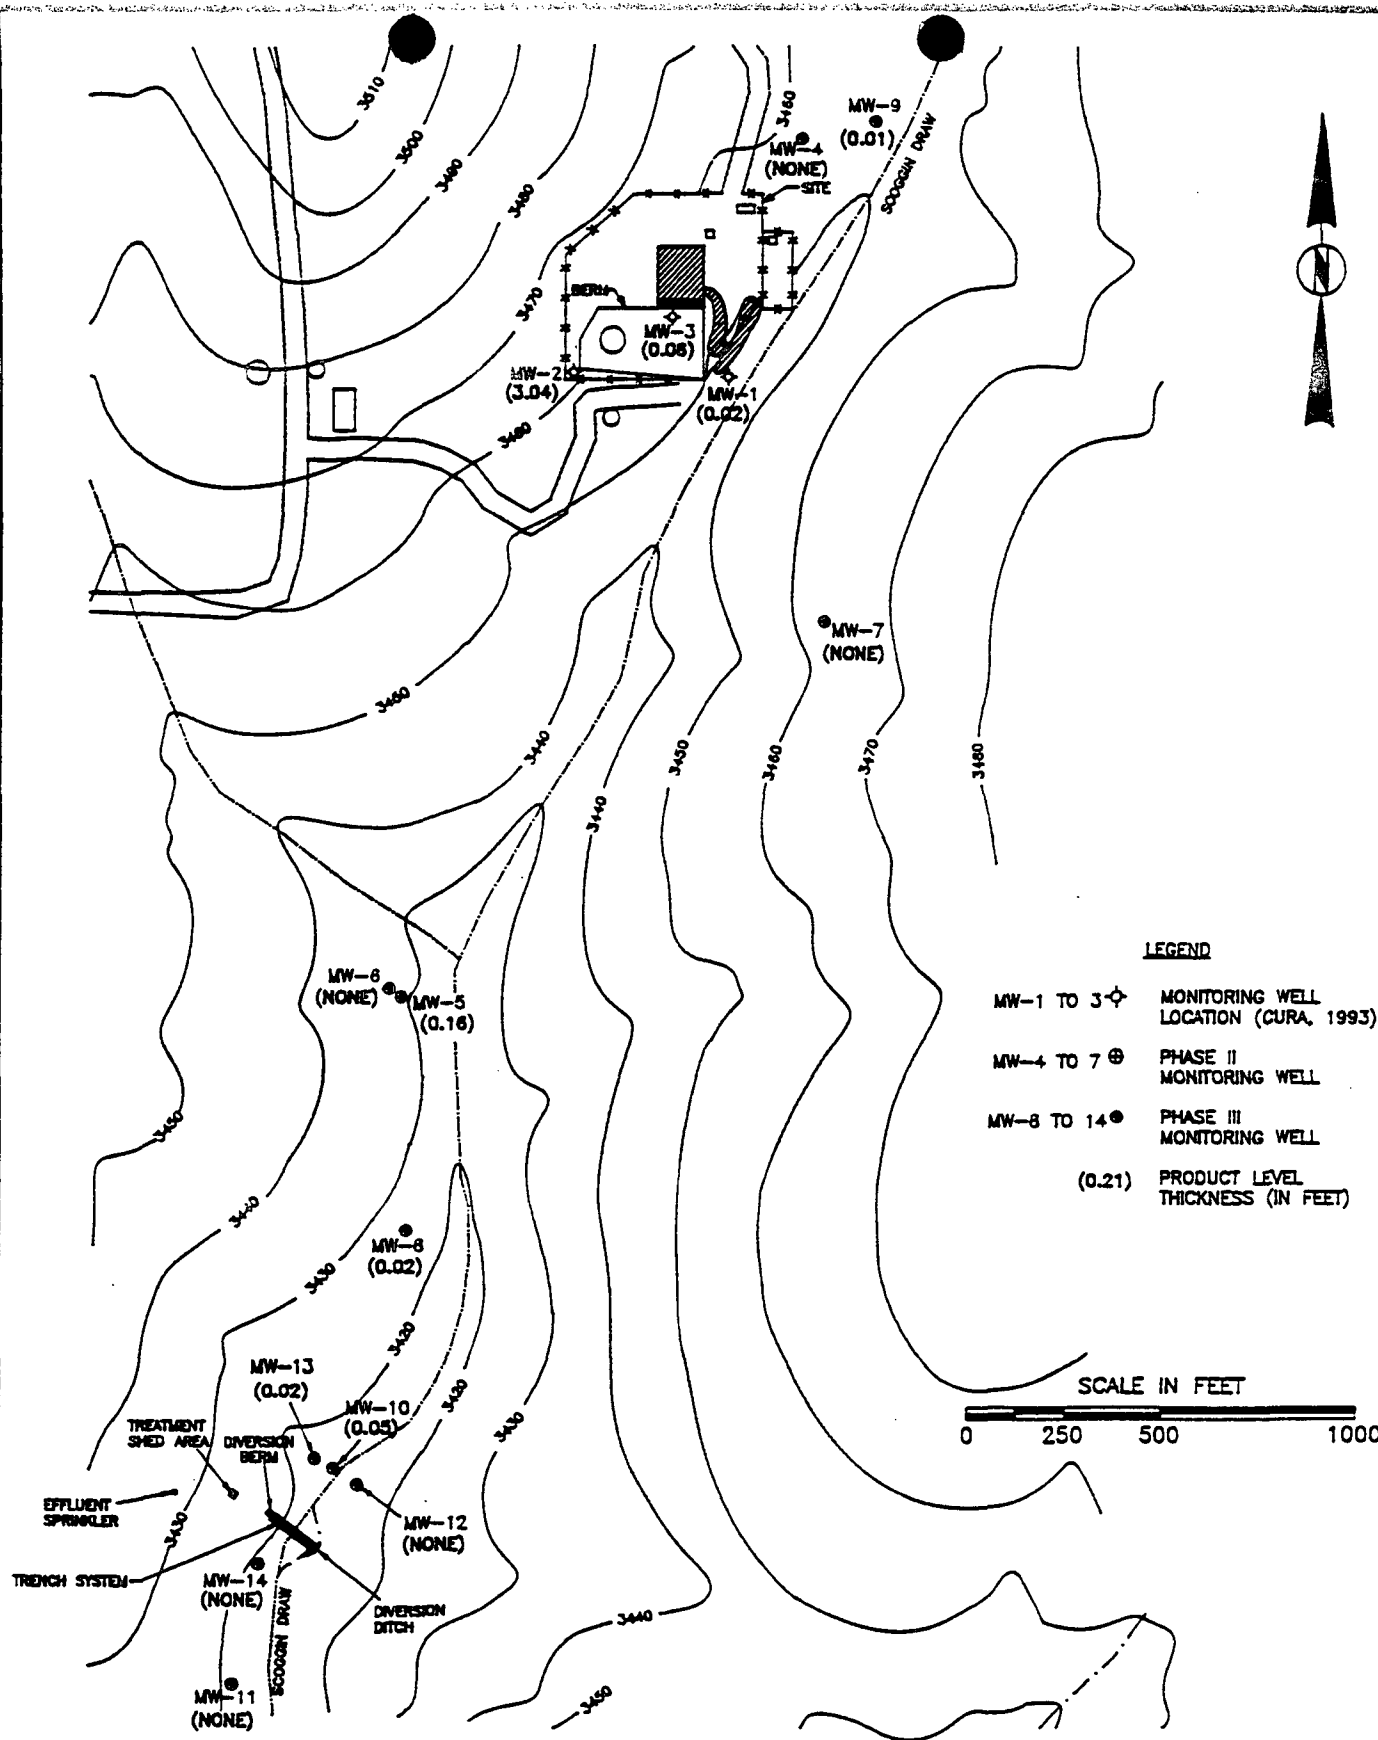 3510
3500
3490
3480
3470
3460
3460
MW-9
(0.01)
MW-4
(NONE)
SITE
SCOGGIN DRAW
N
BERM
MW-3
(0.06)
MW-2
(3.04)
MW-1
(0.02)
MW-7
(NONE)
3450
3440
3440
3450
3460
3470
3480
MW-6
(NONE)
MW-5
(0.16)
LEGEND
MW-1 TO 3 MONITORING WELL
LOCATION (CURA, 1993)
MW-4 TO 7 PHASE II
MONITORING WELL
MW-8 TO 14 PHASE III
MONITORING WELL
(0.21) PRODUCT LEVEL
THICKNESS (IN FEET)
3450
3440
3430
MW-8
(0.02)
3420
3420
3430
MW-13
(0.02)
MW-10
(0.05)
TREATMENT
SHED AREA
DIVERSION
BERM
EFFLUENT
SPRINKLER
3430
MW-12
(NONE)
TRENCH SYSTEM
MW-14
(NONE)
SCOGGIN DRAW
DIVERSION
DITCH
3440
3450
MW-11
(NONE)
SCALE IN FEET
0 250 500 1000